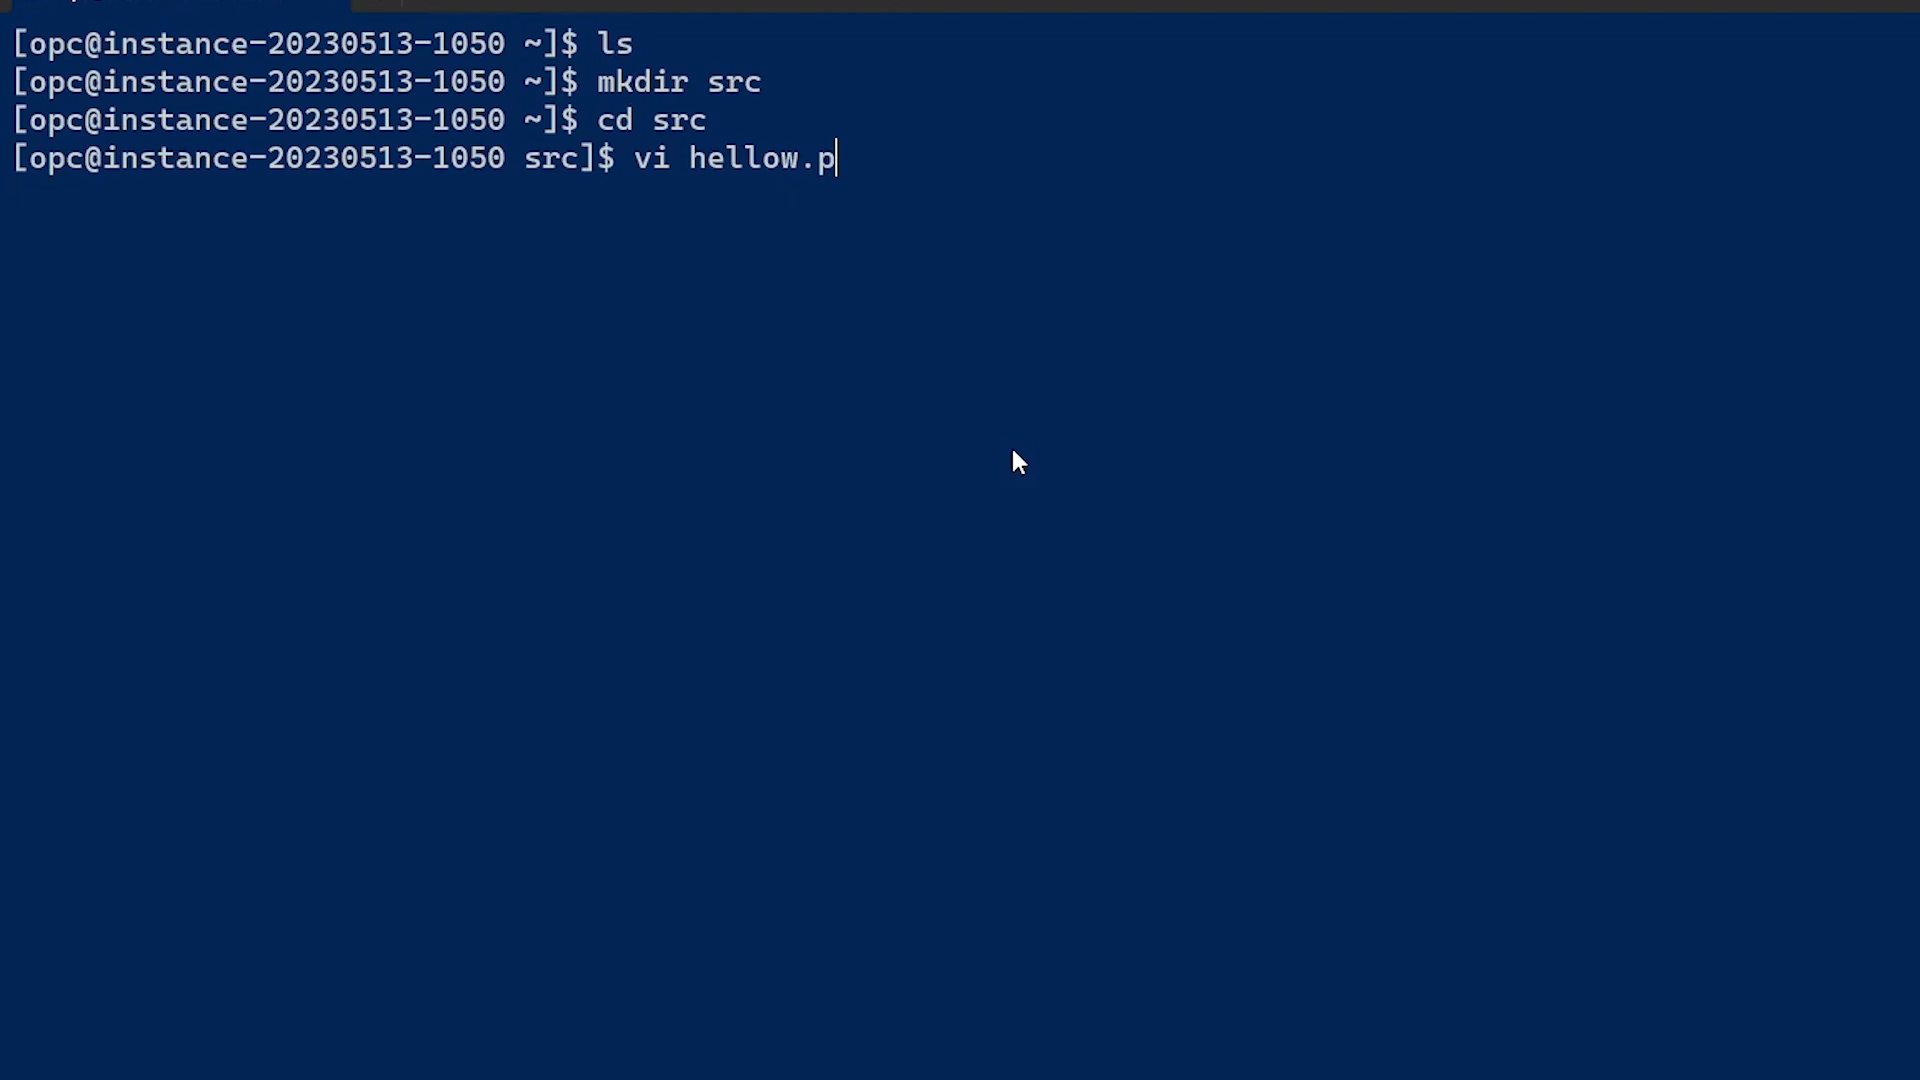 [opc@instance-20230513-1050 ~]$ ls
[opc@instance-20230513-1050 ~]$ mkdir src
[opc@instance-20230513-1050 ~]$ cd src
[opc@instance-20230513-1050 src]$ vi hellow.p